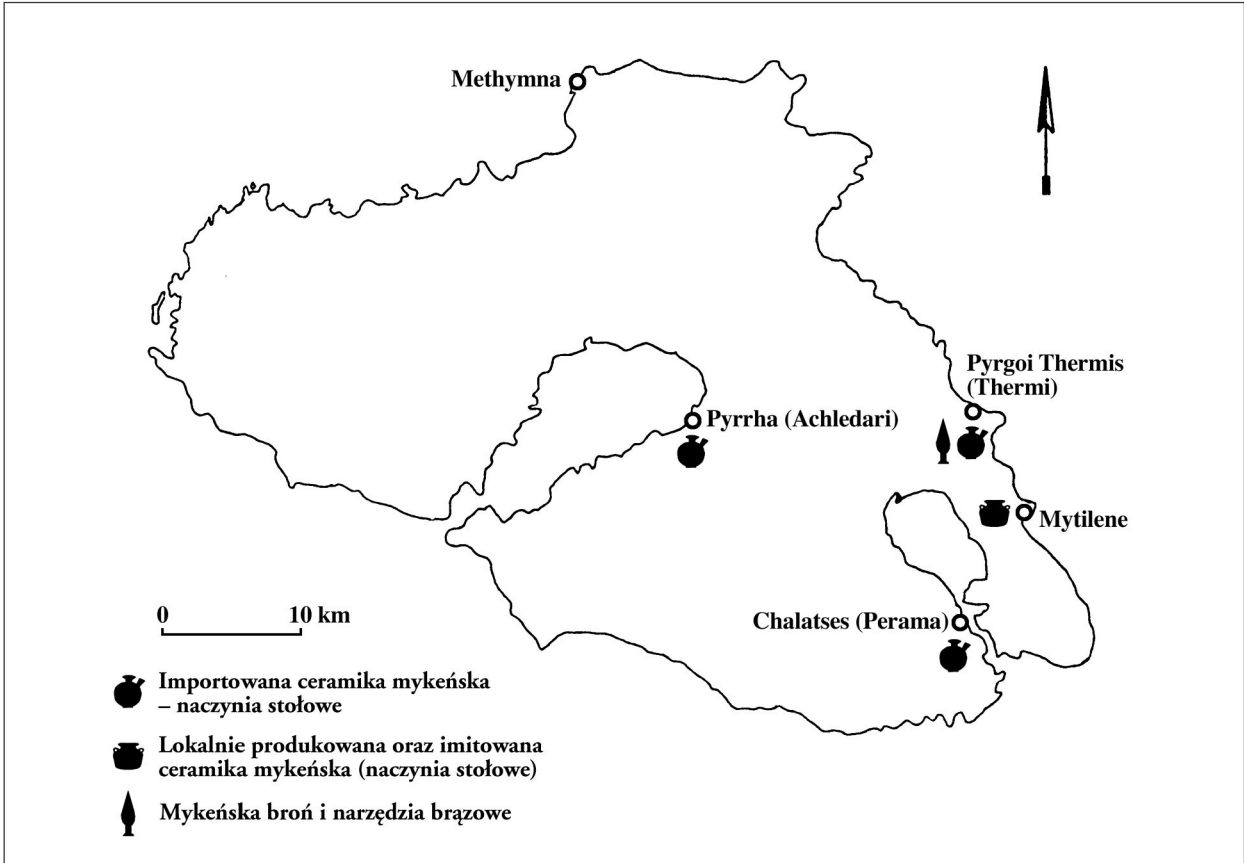 Methymna
Pyrgoi Thermis
(Thermi)
Pyrrha (Achledari)
Mytilene
0 10 km
Chalatses (Perama)
Importowana ceramika mykeńska
– naczynia stołowe
Lokalnie produkowana oraz imitowana
ceramika mykeńska (naczynia stołowe)
Mykeńska broń i narzędzia brązowe